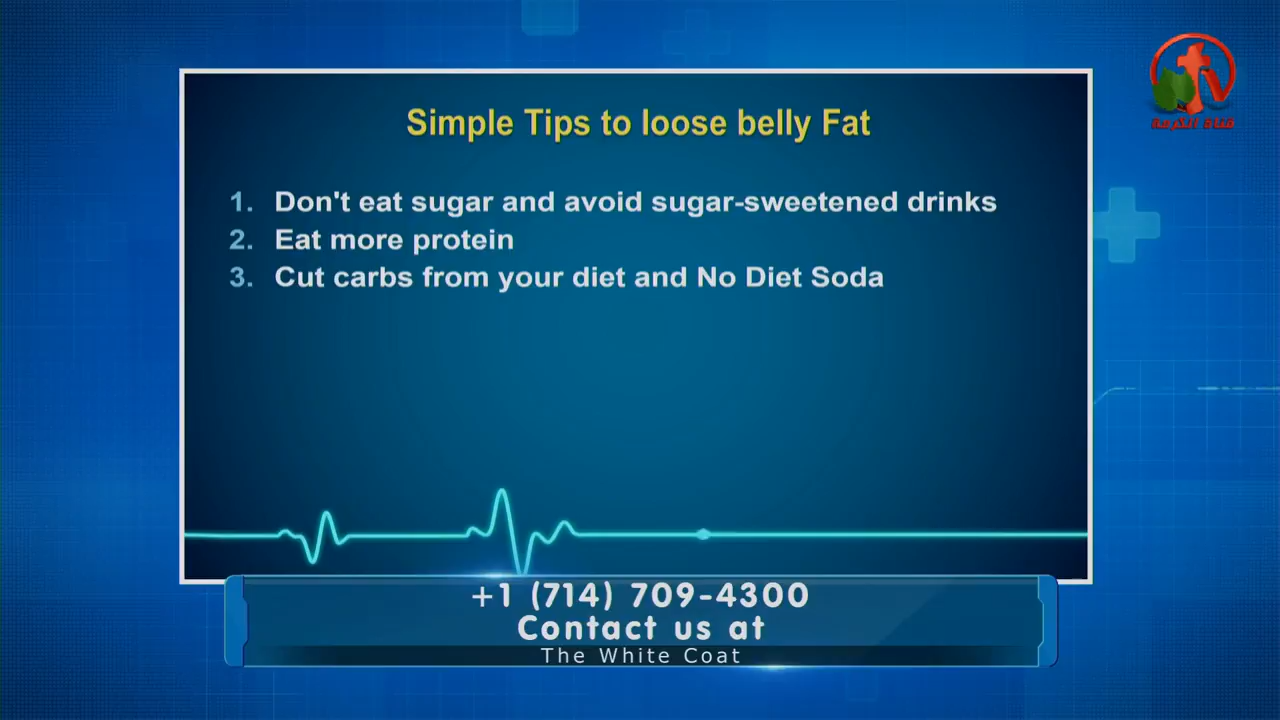 Simple Tips to loose belly Fat
قناة الكرمة
1. Don't eat sugar and avoid sugar-sweetened drinks
2. Eat more protein
3. Cut carbs from your diet and No Diet Soda
+1 (714) 709-4300
Contact us at
The White Coat